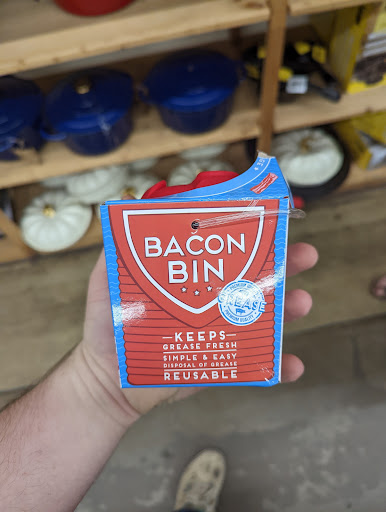 BACON
BIN
KEEPS
GREASE FRESH
SIMPLE & EASY
DISPOSAL OF GREASE
REUSABLE